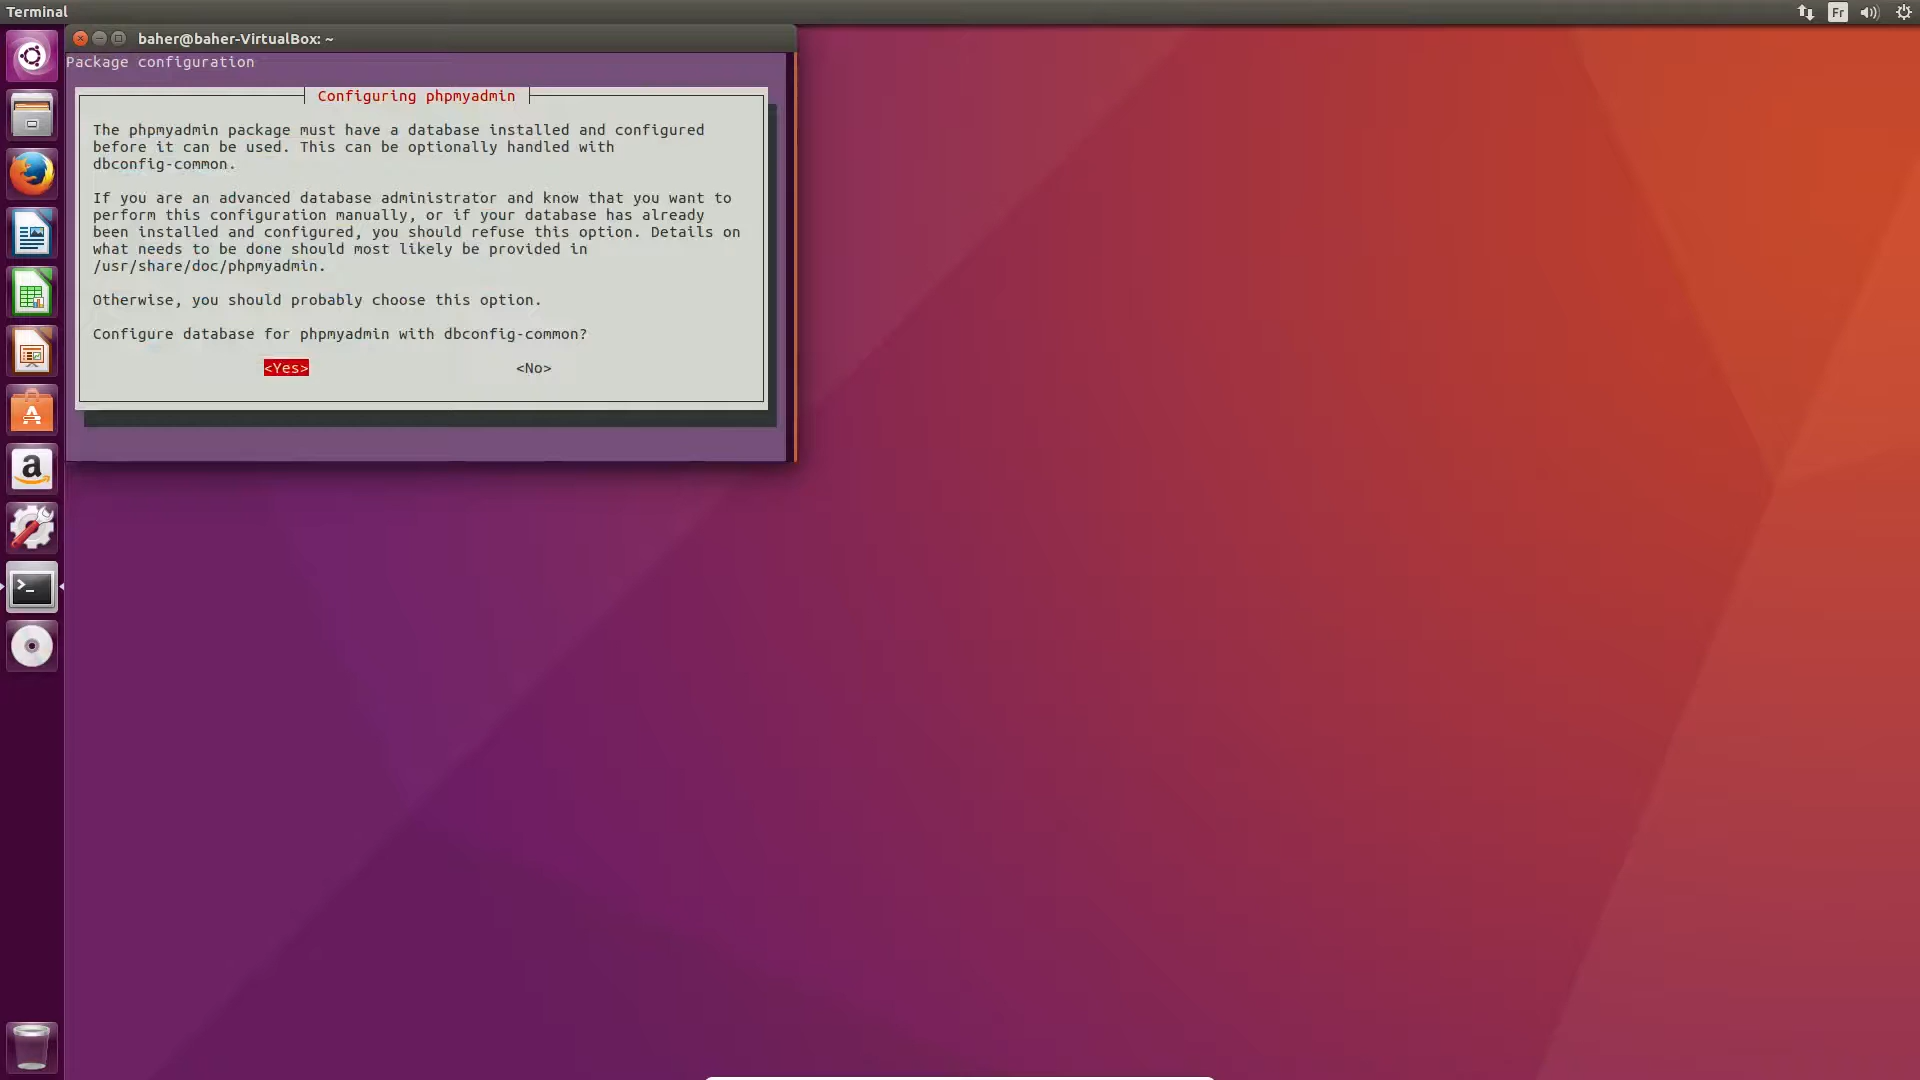 Terminal
Fr
baher@baher-VirtualBox: ~
Package configuration
Configuring phpmyadmin
The phpmyadmin package must have a database installed and configured
before it can be used. This can be optionally handled with
dbconfig-common.
If you are an advanced database administrator and know that you want to
perform this configuration manually, or if your database has already
been installed and configured, you should refuse this option. Details on
what needs to be done should most likely be provided in
/usr/share/doc/phpmyadmin.
Otherwise, you should probably choose this option.
Configure database for phpmyadmin with dbconfig-common?
<Yes> <No>